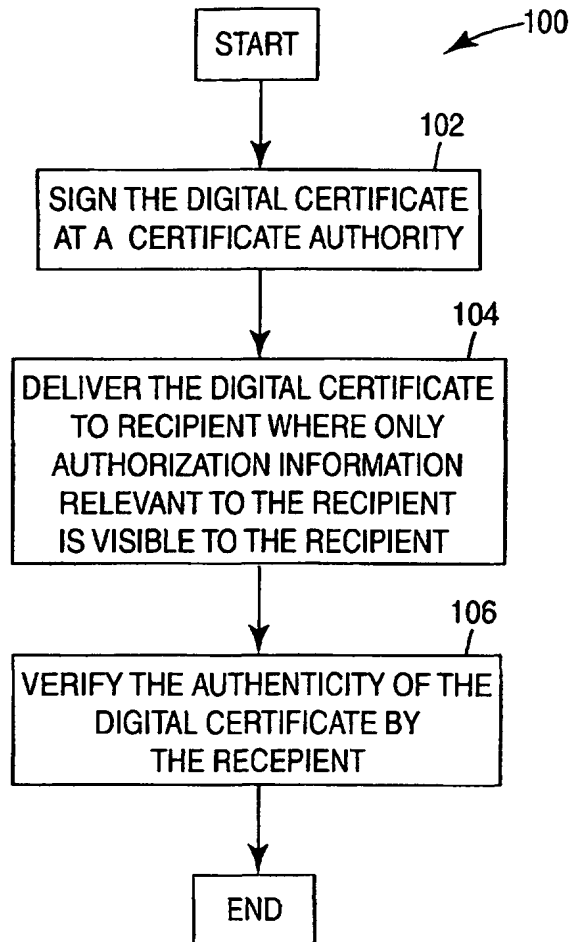 START
100
102
SIGN THE DIGITAL CERTIFICATE
AT A CERTIFICATE AUTHORITY
104
DELIVER THE DIGITAL CERTIFICATE
TO RECIPIENT WHERE ONLY
AUTHORIZATION INFORMATION
RELEVANT TO THE RECIPIENT
IS VISIBLE TO THE RECIPIENT
106
VERIFY THE AUTHENTICITY OF THE
DIGITAL CERTIFICATE BY
THE RECEPIENT
END